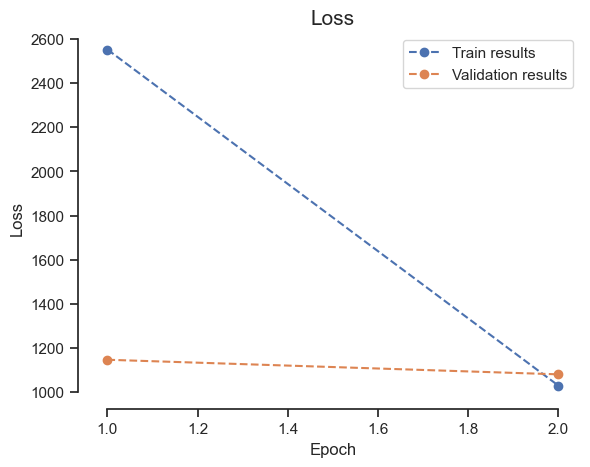 Loss
2600
2400
2200
2000
1800
1600
1400
1200
1000
Loss
Train results
Validation results
1.0 1.2 1.4 1.6 1.8 2.0
Epoch